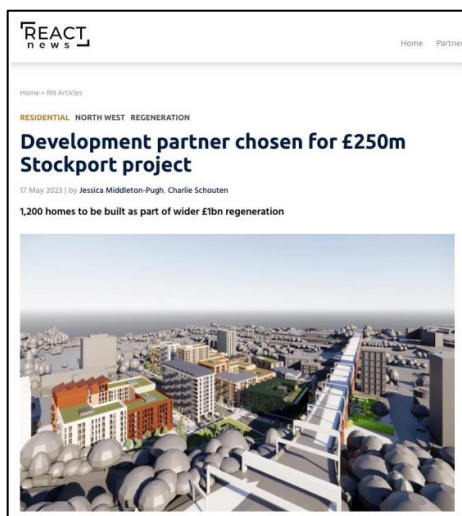 REACT
news
Home Partner
Home > RN Articles
RESIDENTIAL NORTH WEST REGENERATION
Development partner chosen for £250m
Stockport project
17 May 2023 | by Jessica Middleton-Pugh, Charlie Schouten
1,200 homes to be built as part of wider £1bn regeneration